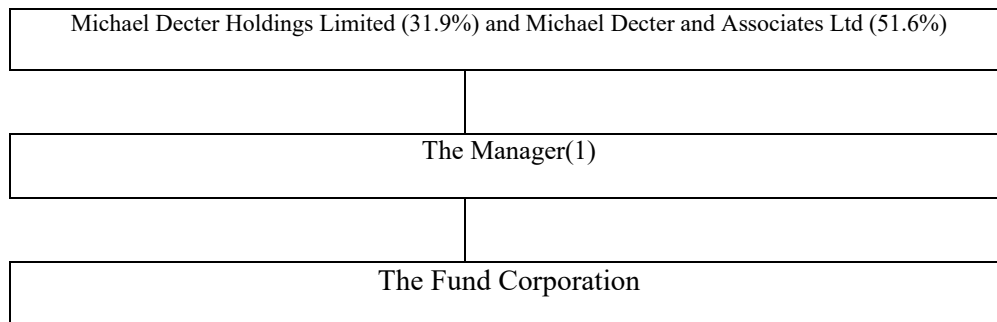 Michael Decter Holdings Limited (31.9%) and Michael Decter and Associates Ltd (51.6%)
The Manager(1)
The Fund Corporation